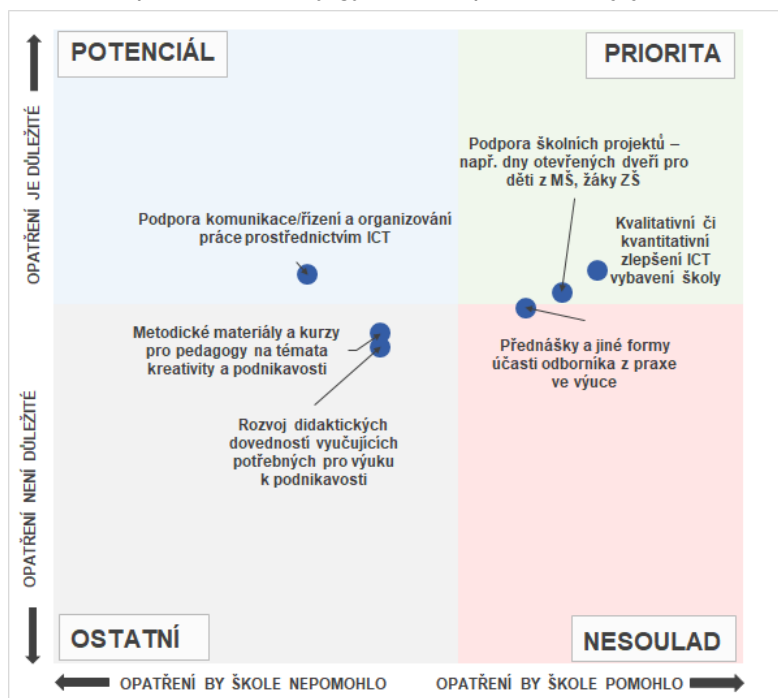 POTENCIÁL
PRIORITA
OPATŘENÍ JE DŮLEŽITÉ
Podpora školních projektů –
např. dny otevřených dveří pro
děti z MŠ, žáky ZŠ
Podpora komunikace/řízení a organizování
práce prostřednictvím ICT
Kvalitativní či
kvantitativní
zlepšení ICT
vybavení školy
Metodické materiály a kurzy
pro pedagogy na témata
kreativity a podnikavosti
Přednášky a jiné formy
účasti odborníka z praxe
ve výuce
Rozvoj didaktických
dovedností vyučujících
potřebných pro výuku
k podnikavosti
OPATŘENÍ NENÍ DŮLEŽITÉ
OSTATNÍ
NESOULAD
OPATŘENÍ BY ŠKOLE NEPOMOHLO
OPATŘENÍ BY ŠKOLE POMOHLO